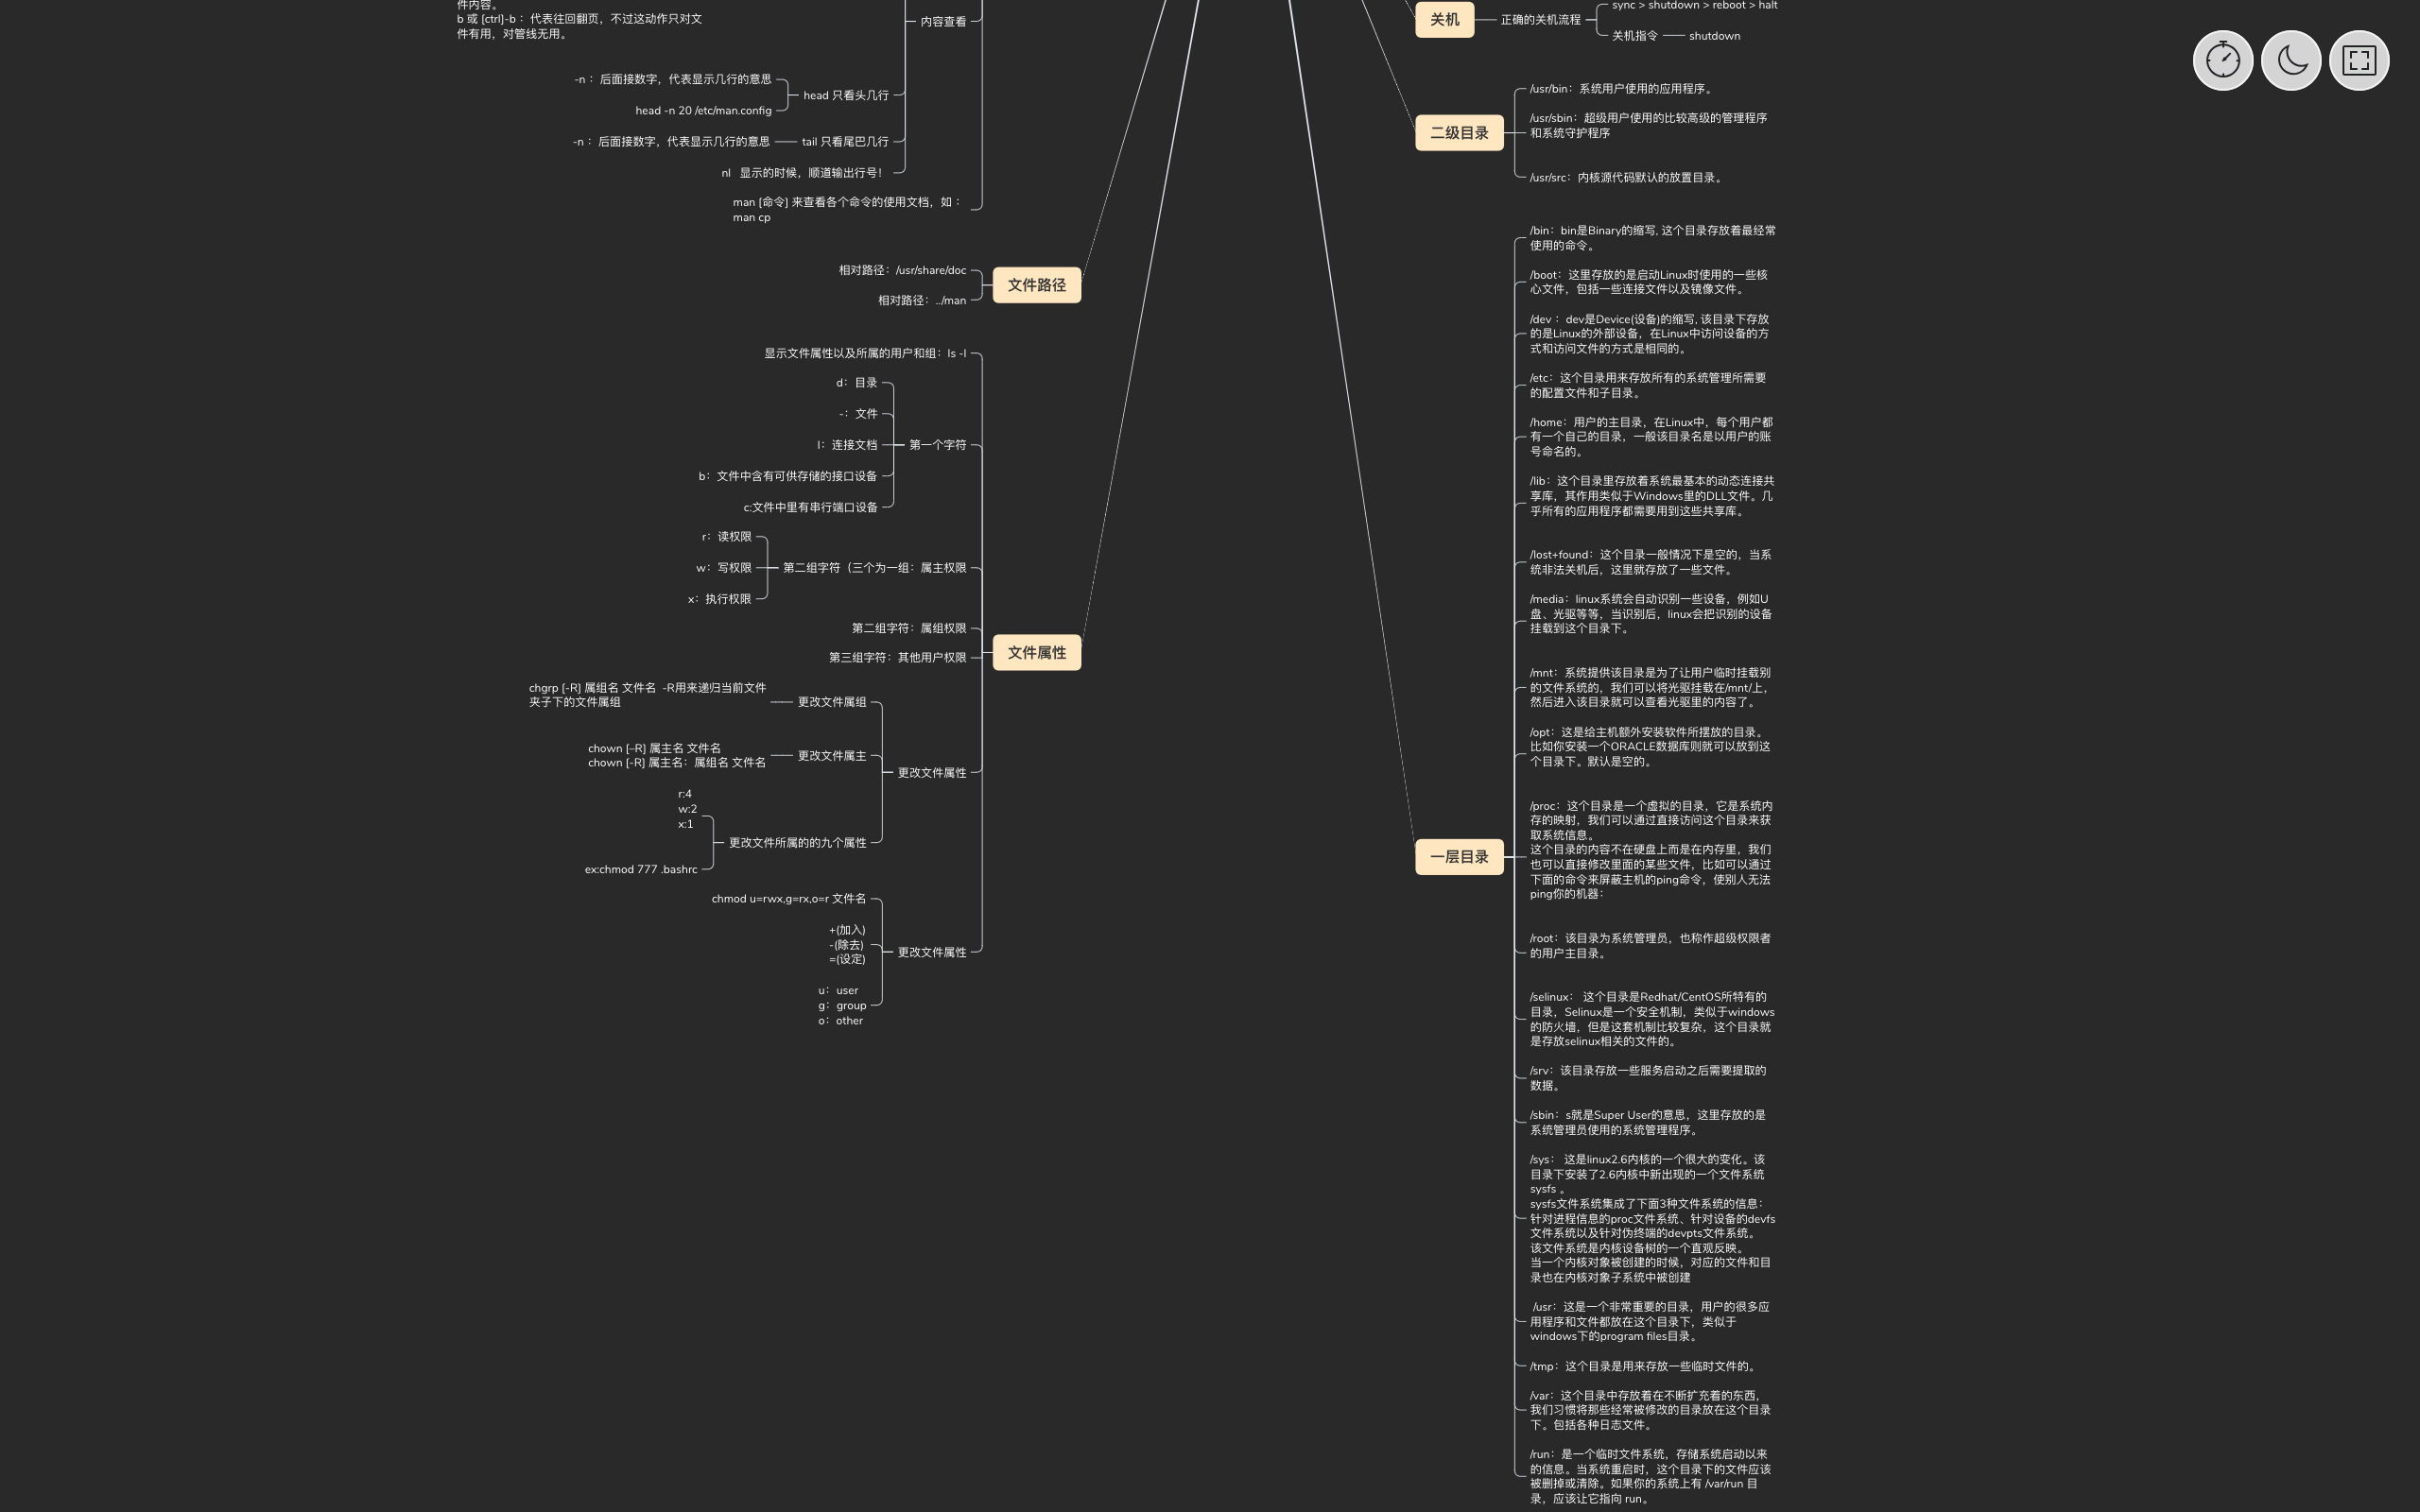 件内容。
b 或 [ctrl]-b ：代表往回翻页，不过这动作只对文
件有用，对管线无用。
内容查看
-n ：后面接数字，代表显示几行的意思
head -n 20 /etc/man.config
head 只看头几行
-n ：后面接数字，代表显示几行的意思
tail 只看尾巴几行
nl   显示的时候，顺道输出行号！
man [命令] 来查看各个命令的使用文档，如 ：
man cp
相对路径：/usr/share/doc
相对路径：../man
文件路径
显示文件属性以及所属的用户和组：ls -l
d：目录
-：文件
l：连接文档
b：文件中含有可供存储的接口设备
c:文件中里有串行端口设备
第一个字符
r：读权限
w：写权限
x：执行权限
第二组字符（三个为一组：属主权限
第二组字符：属组权限
第三组字符：其他用户权限
文件属性
chgrp [-R] 属组名 文件名  -R用来递归当前文件
夹子下的文件属组
更改文件属组
chown [–R] 属主名 文件名
chown [-R] 属主名：属组名 文件名
更改文件属主
更改文件属性
r:4
w:2
x:1
更改文件所属的的九个属性
ex:chmod 777 .bashrc
chmod u=rwx,g=rx,o=r 文件名
+(加入)
-(除去)
=(设定)
更改文件属性
u：user
g：group
o：other
关机
正确的关机流程
sync > shutdown > reboot > halt
关机指令
shutdown
二级目录
/usr/bin：系统用户使用的应用程序。
/usr/sbin：超级用户使用的比较高级的管理程序
和系统守护程序
/usr/src：内核源代码默认的放置目录。
一层目录
/bin：bin是Binary的缩写, 这个目录存放着最经常
使用的命令。
/boot：这里存放的是启动Linux时使用的一些核
心文件，包括一些连接文件以及镜像文件。
/dev ：dev是Device(设备)的缩写, 该目录下存放
的是Linux的外部设备，在Linux中访问设备的方
式和访问文件的方式是相同的。
/etc：这个目录用来存放所有的系统管理所需要
的配置文件和子目录。
/home：用户的主目录，在Linux中，每个用户都
有一个自己的目录，一般该目录名是以用户的账
号命名的。
/lib：这个目录里存放着系统最基本的动态连接共
享库，其作用类似于Windows里的DLL文件。几
乎所有的应用程序都需要用到这些共享库。
/lost+found：这个目录一般情况下是空的，当系
统非法关机后，这里就存放了一些文件。
/media：linux系统会自动识别一些设备，例如U
盘、光驱等等，当识别后，linux会把识别的设备
挂载到这个目录下。
/mnt：系统提供该目录是为了让用户临时挂载别
的文件系统的，我们可以将光驱挂载在/mnt/上，
然后进入该目录就可以查看光驱里的内容了。
/opt：这是给主机额外安装软件所摆放的目录。
比如你安装一个ORACLE数据库则就可以放到这
个目录下。默认是空的。
/proc：这个目录是一个虚拟的目录，它是系统内
存的映射，我们可以通过直接访问这个目录来获
取系统信息。
这个目录的内容不在硬盘上而是在内存里，我们
也可以直接修改里面的某些文件，比如可以通过
下面的命令来屏蔽主机的ping命令，使别人无法
ping你的机器：
/root：该目录为系统管理员，也称作超级权限者
的用户主目录。
/selinux： 这个目录是Redhat/CentOS所特有的
目录，Selinux是一个安全机制，类似于windows
的防火墙，但是这套机制比较复杂，这个目录就
是存放selinux相关的文件的。
/srv：该目录存放一些服务启动之后需要提取的
数据。
/sbin：s就是Super User的意思，这里存放的是
系统管理员使用的系统管理程序。
/sys： 这是linux2.6内核的一个很大的变化。该
目录下安装了2.6内核中新出现的一个文件系统
sysfs 。
sysfs文件系统集成了下面3种文件系统的信息：
针对进程信息的proc文件系统、针对设备的devfs
文件系统以及针对伪终端的devpts文件系统。
该文件系统是内核设备树的一个直观反映。
当一个内核对象被创建的时候，对应的文件和目
录也在内核对象子系统中被创建
/usr：这是一个非常重要的目录，用户的很多应
用程序和文件都放在这个目录下，类似于
windows下的program files目录。
/tmp：这个目录是用来存放一些临时文件的。
/var：这个目录中存放着在不断扩充着的东西，
我们习惯将那些经常被修改的目录放在这个目录
下。包括各种日志文件。
/run：是一个临时文件系统，存储系统启动以来
的信息。当系统重启时，这个目录下的文件应该
被删掉或清除。如果你的系统上有 /var/run 目
录，应该让它指向 run。